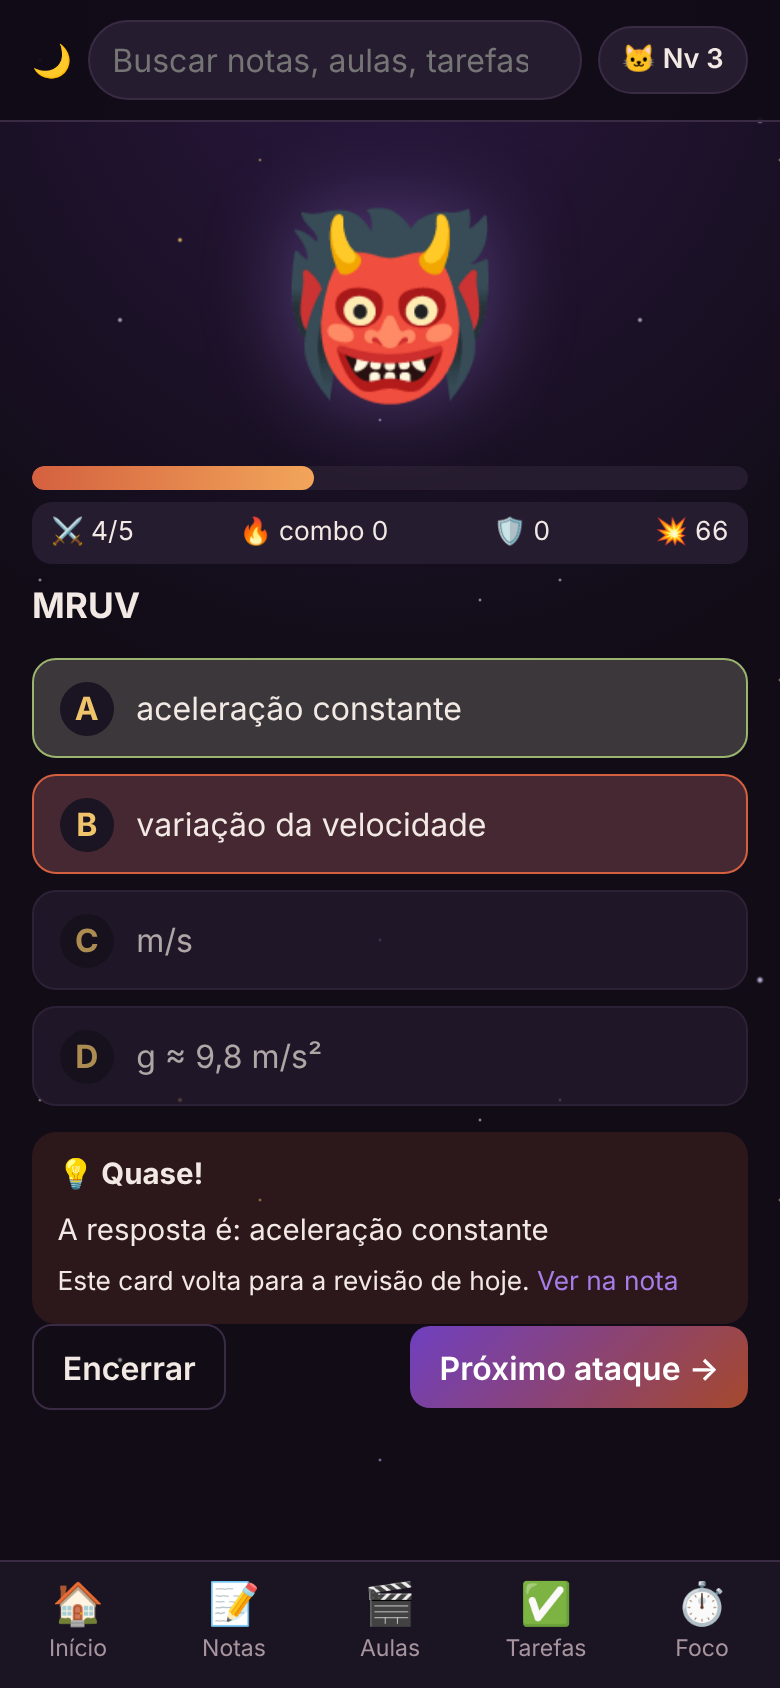 Buscar notas, aulas, tarefas
Nv 3
4/5
combo 0
0
66
MRUV
A aceleração constante
B variação da velocidade
C m/s
D g ≈ 9,8 m/s²
Quase!
A resposta é: aceleração constante
Este card volta para a revisão de hoje. Ver na nota
Encerrar
Próximo ataque →
Início
Notas
Aulas
Tarefas
Foco